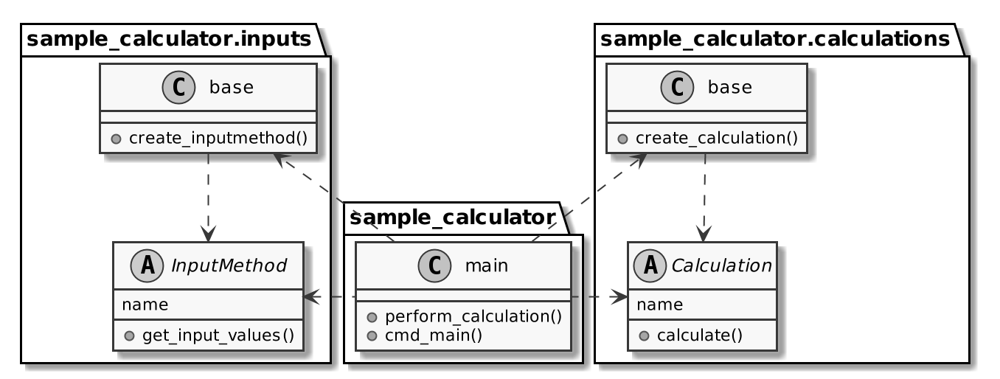 sample_calculator.inputs
C base
create_inputmethod()
A InputMethod
name
get_input_values()
sample_calculator
C main
perform_calculation()
cmd_main()
sample_calculator.calculations
C base
create_calculation()
A Calculation
name
calculate()